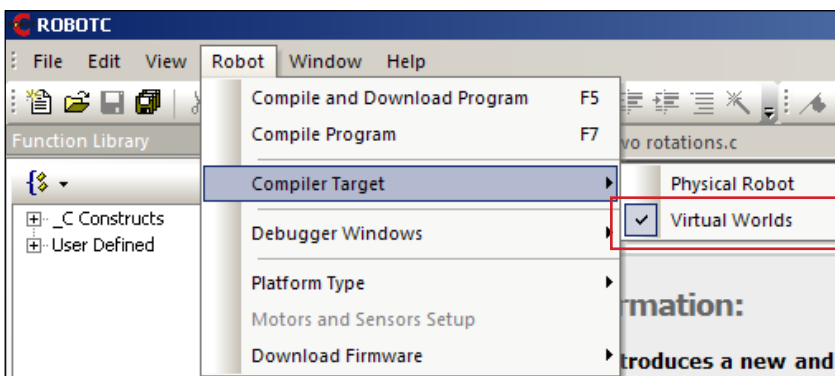 ROBOTC
File Edit View Robot Window Help
Compile and Download Program F5
Function Library
Compile Program F7
wo rotations.c
Compiler Target
Physical Robot
_C Constructs
Virtual Worlds
User Defined
Debugger Windows
Platform Type
rmation:
Motors and Sensors Setup
Download Firmware
troduces a new and